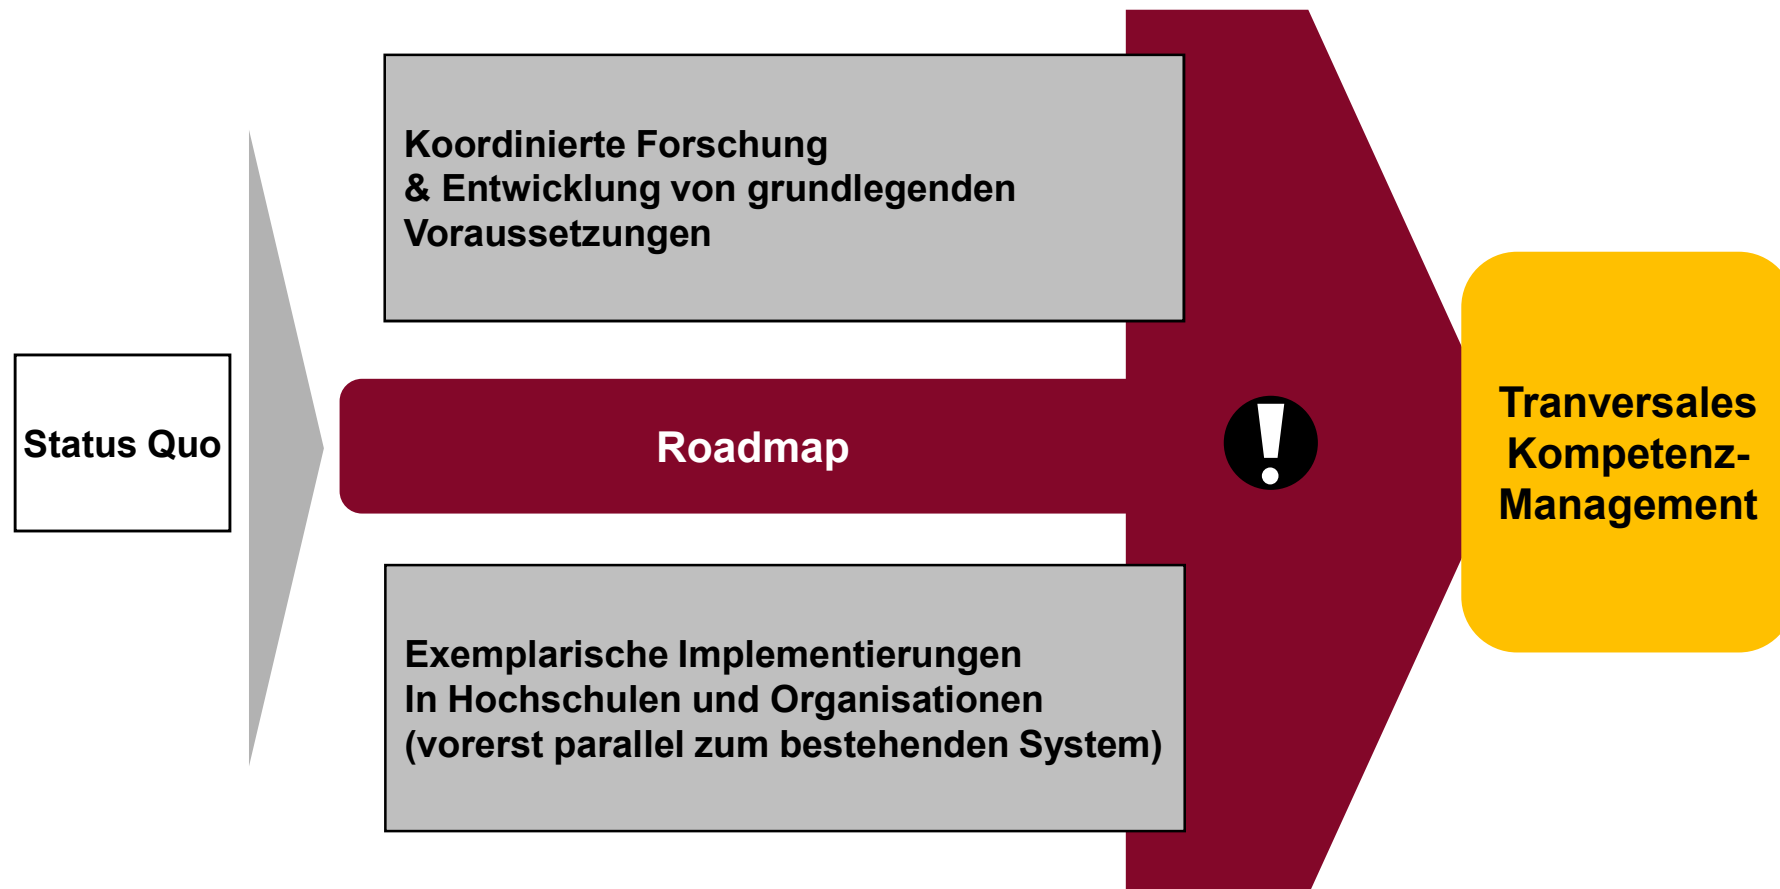 Status Quo
Koordinierte Forschung
& Entwicklung von grundlegenden
Voraussetzungen
Roadmap
!
Exemplarische Implementierungen
In Hochschulen und Organisationen
(vorerst parallel zum bestehenden System)
Tranversales
Kompetenz-
Management